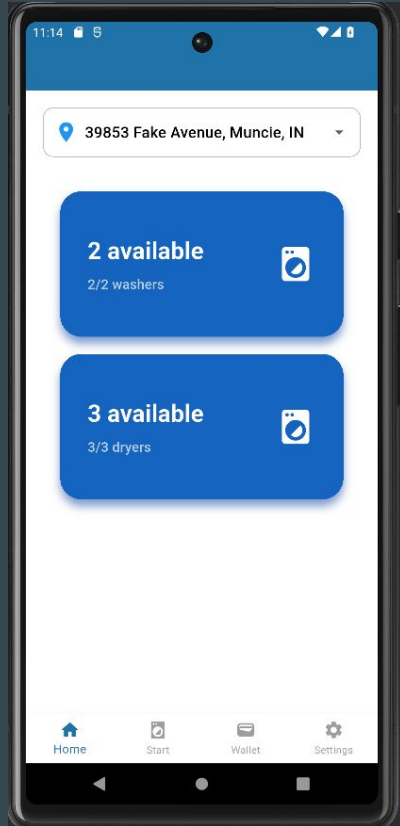 11:14
39853 Fake Avenue, Muncie, IN
2 available
2/2 washers
3 available
3/3 dryers
Home
Start
Wallet
Settings